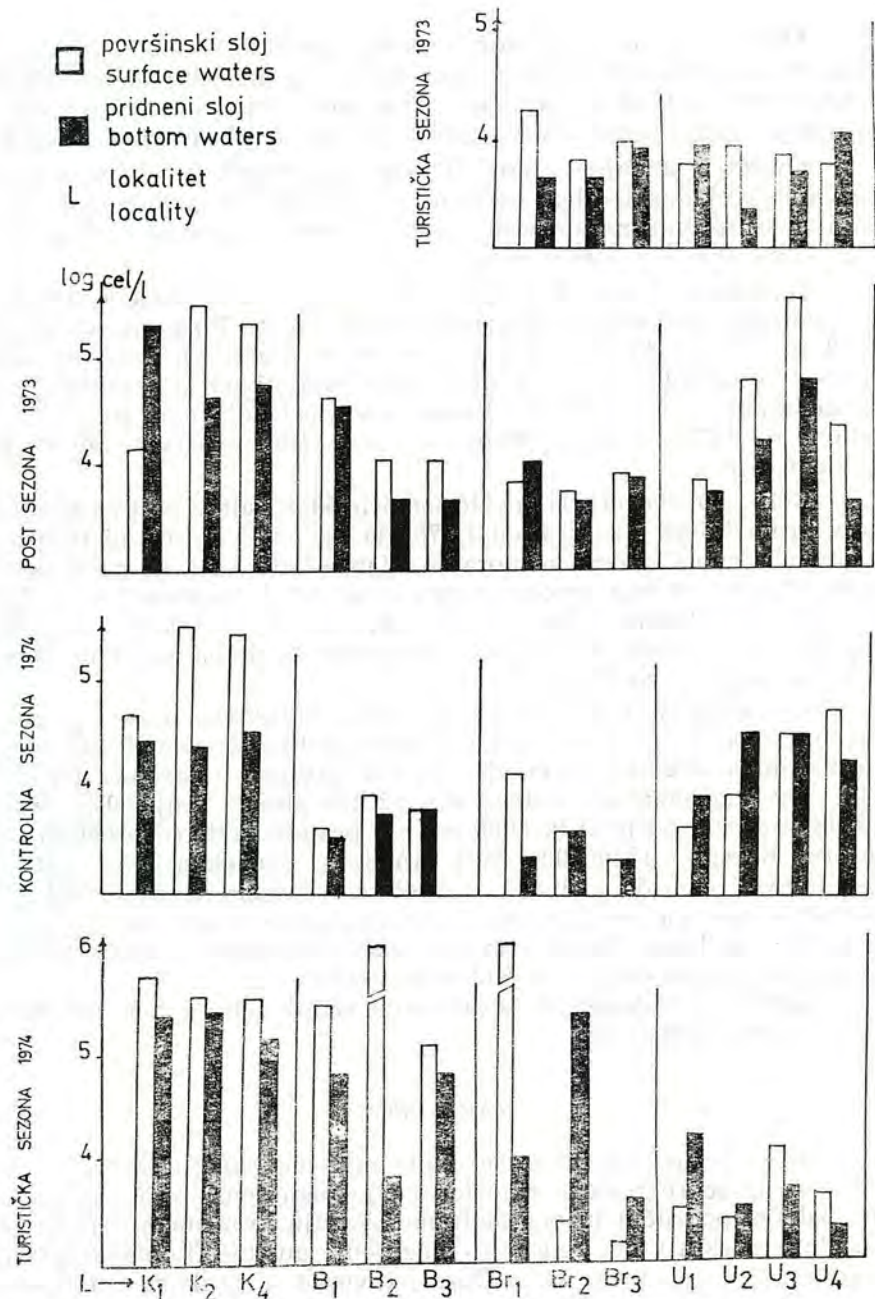 površinski sloj
surface waters
pridneni sloj
bottom waters
L lokalitet
locality
TURISTIČKA SEZONA 1973
5
4
log cel/l
POST SEZONA 1973
5
4
KONTROLNA SEZONA 1974
5
4
TURISTIČKA SEZONA 1974
6
5
4
L → K₁ K₂ K₄ B₁ B₂ B₃ Br₁ Br₂ Br₃ U₁ U₂ U₃ U₄